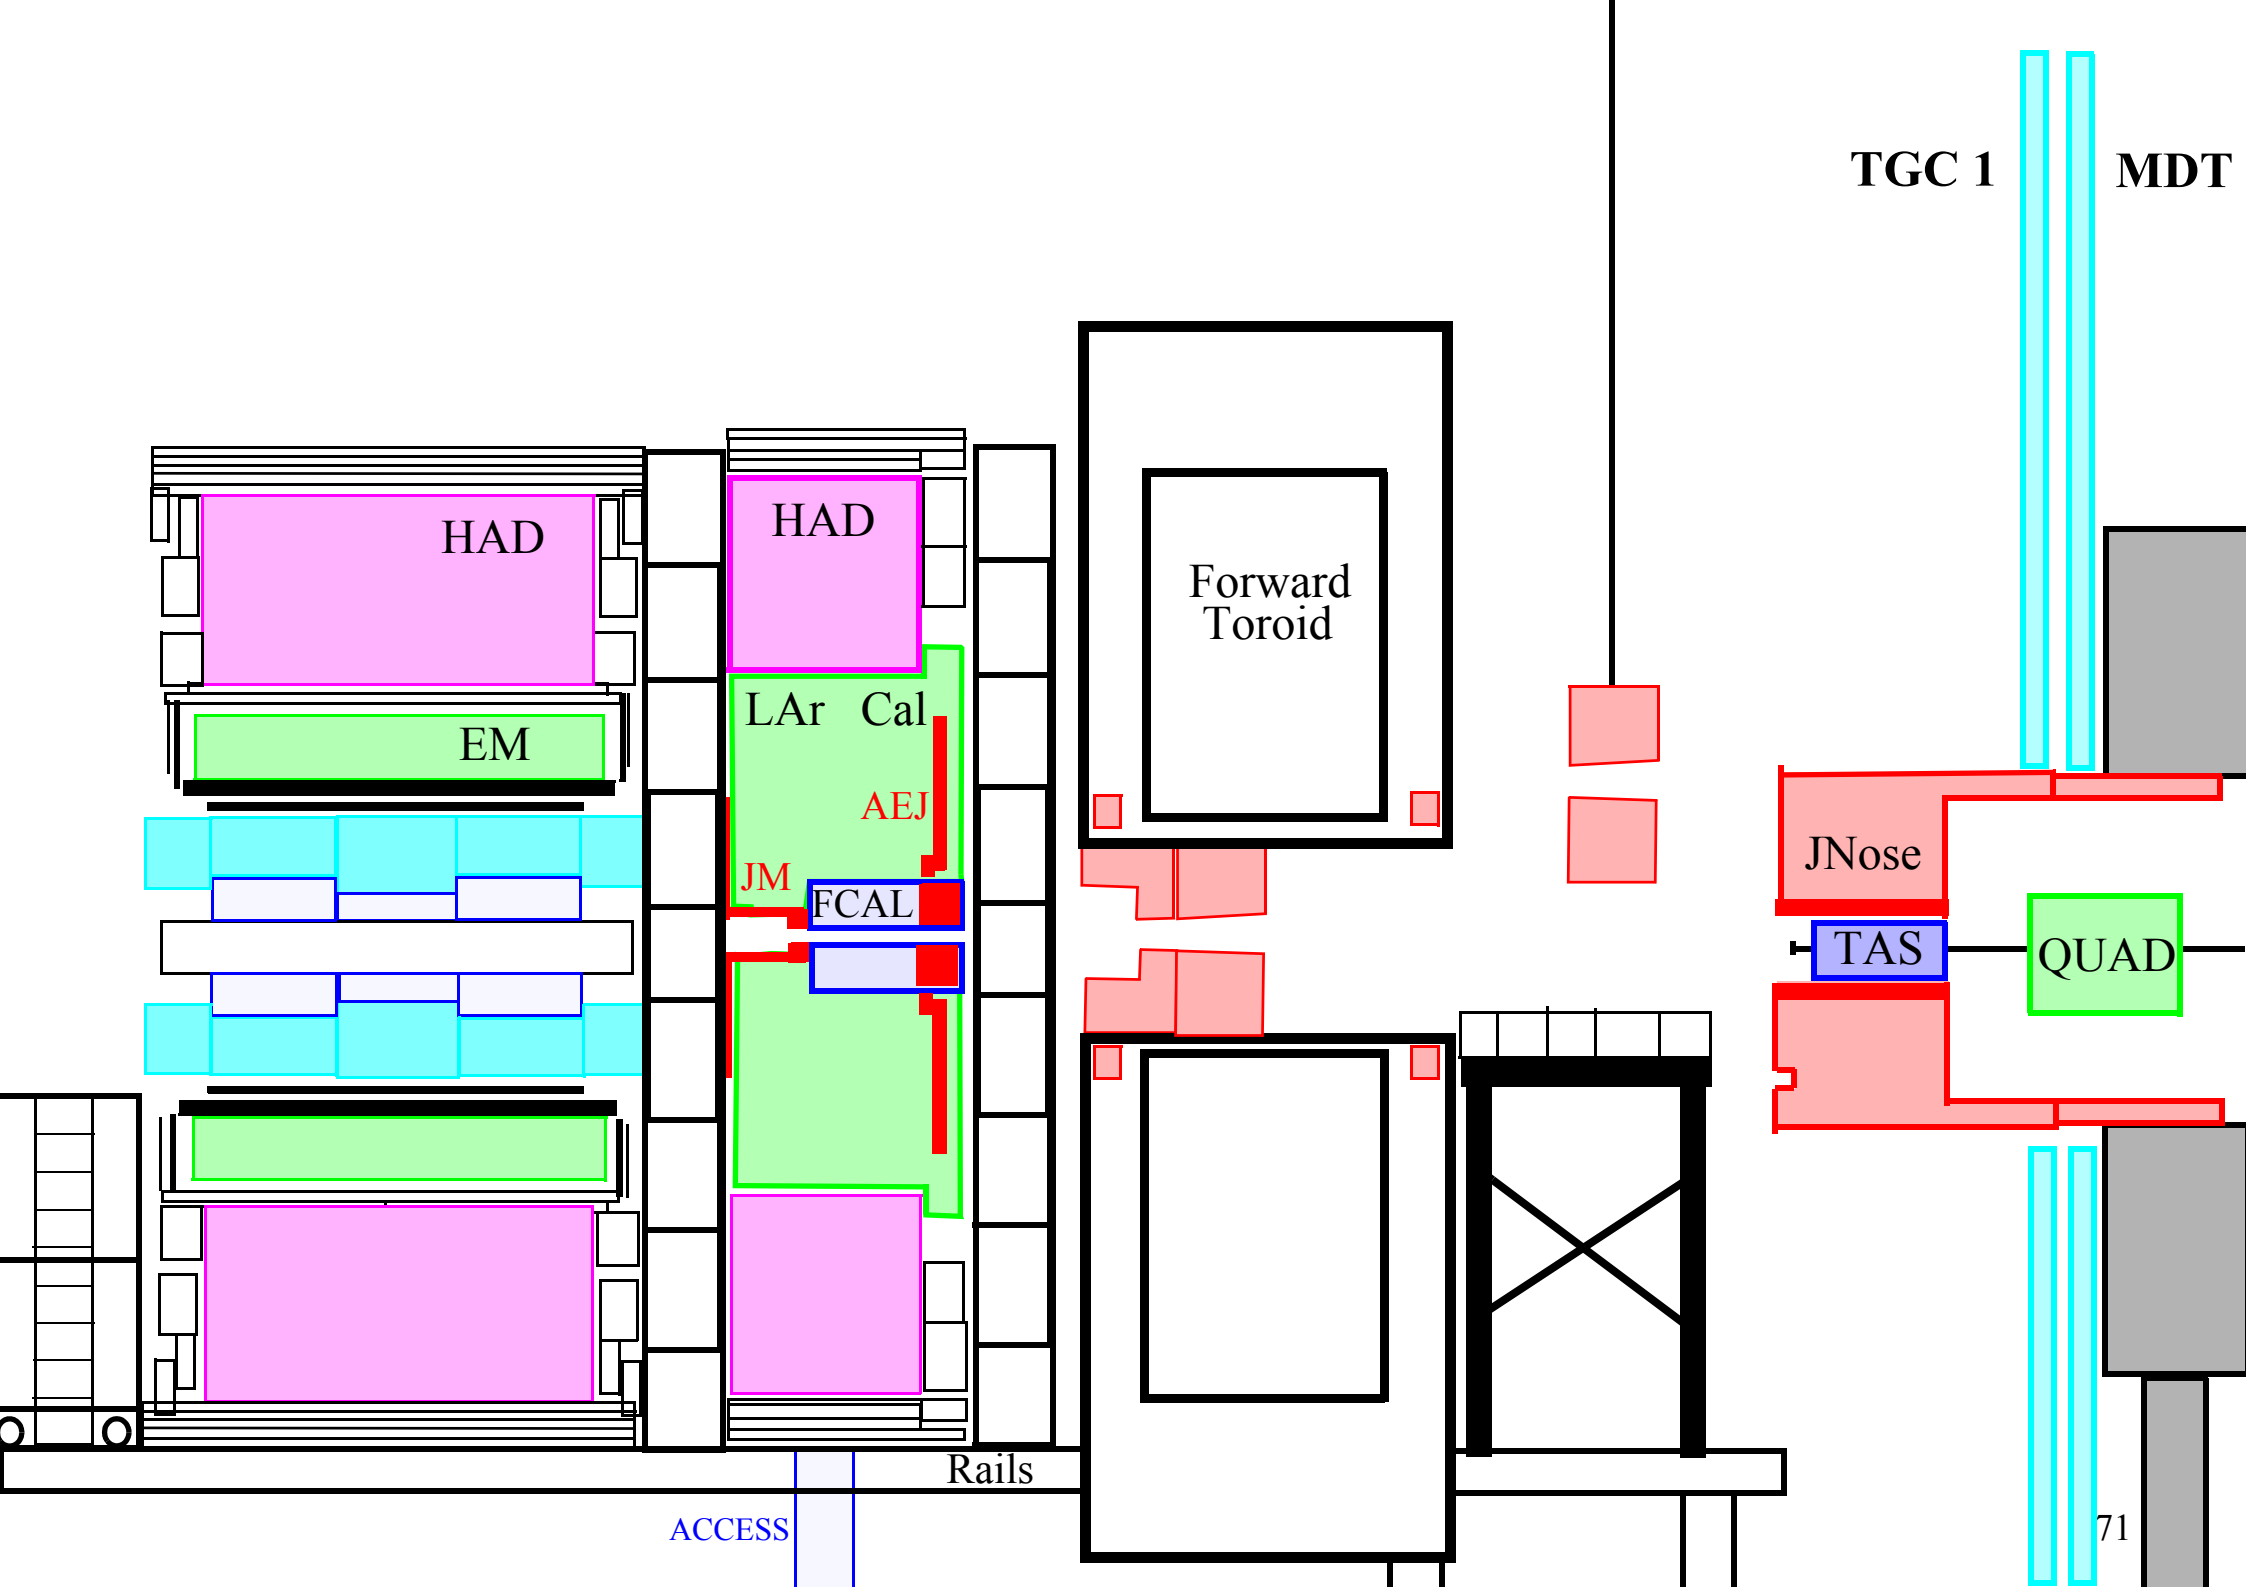 TGC 1
MDT
HAD
HAD
Forward
Toroid
LAr Cal
EM
AEJ
JM
FCAL
JNose
TAS
QUAD
Rails
ACCESS
71